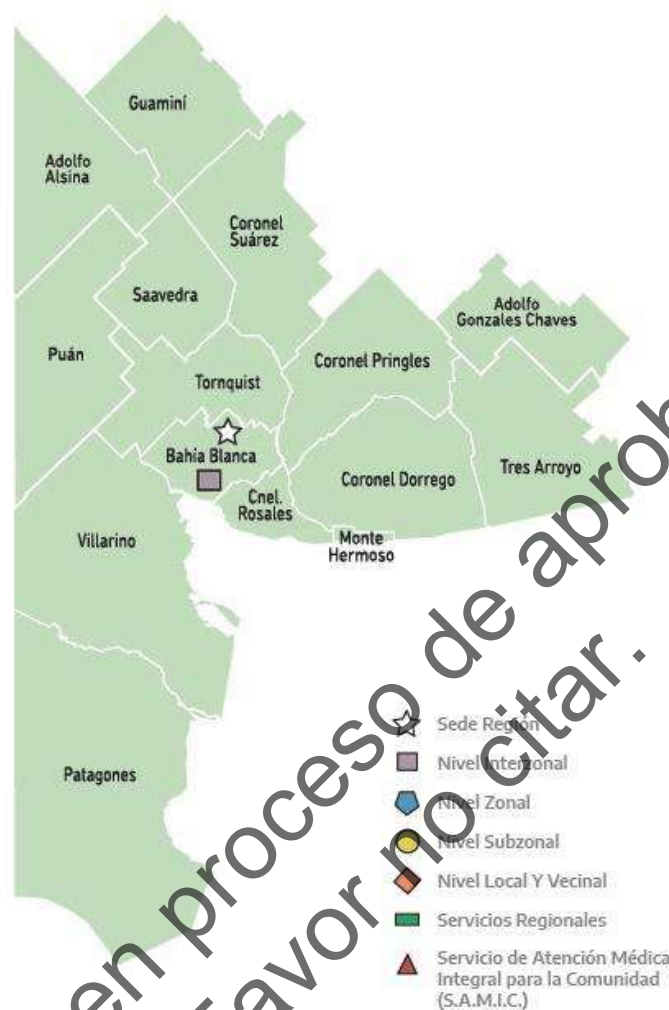 Guaminí
Adolfo
Alsina
Coronel
Suárez
Saavedra
Adolfo
Gonzales Chaves
Puán
Coronel Pringles
Tornquist
Bahía Blanca
Coronel Dorrego
Tres Arroyo
Cnel.
Rosales
Villarino
Monte
Hermoso
Patagones
Sede Región
Nivel Interzonal
Nivel Zonal
Nivel Subzonal
Nivel Local Y Vecinal
Servicios Regionales
Servicio de Atención Médica
Integral para la Comunidad
(S.A.M.I.C.)
en proceso de aprob
Favor no citar.